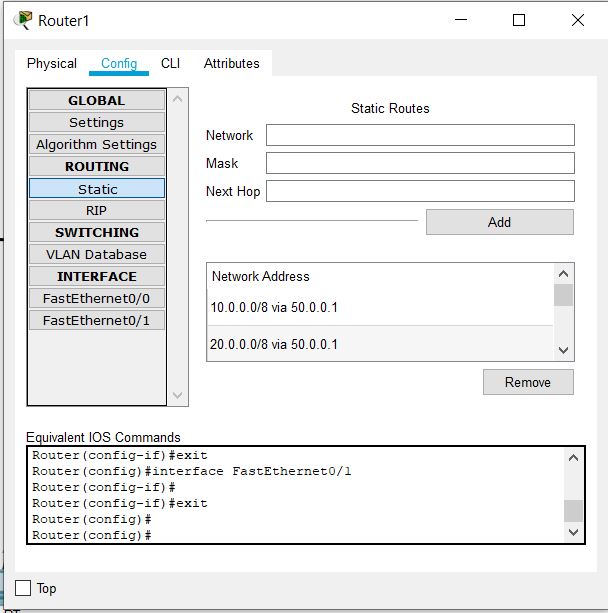 Router1
Physical Config CLI Attributes
GLOBAL
Settings
Algorithm Settings
ROUTING
Static
RIP
SWITCHING
VLAN Database
INTERFACE
FastEthernet0/0
FastEthernet0/1
Static Routes
Network
Mask
Next Hop
Add
Network Address
10.0.0.0/8 via 50.0.0.1
20.0.0.0/8 via 50.0.0.1
Remove
Equivalent IOS Commands
Router(config-if)#exit
Router(config)#interface FastEthernet0/1
Router(config-if)#
Router(config-if)#exit
Router(config)#
Router(config)#
Top